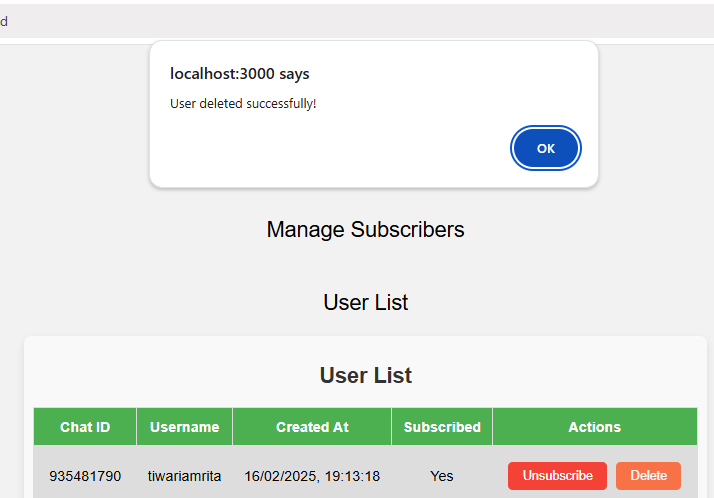 d
localhost:3000 says
User deleted successfully!
OK
Manage Subscribers
User List
User List
Chat ID Username Created At Subscribed Actions
935481790 tiwariamrita 16/02/2025, 19:13:18 Yes Unsubscribe Delete